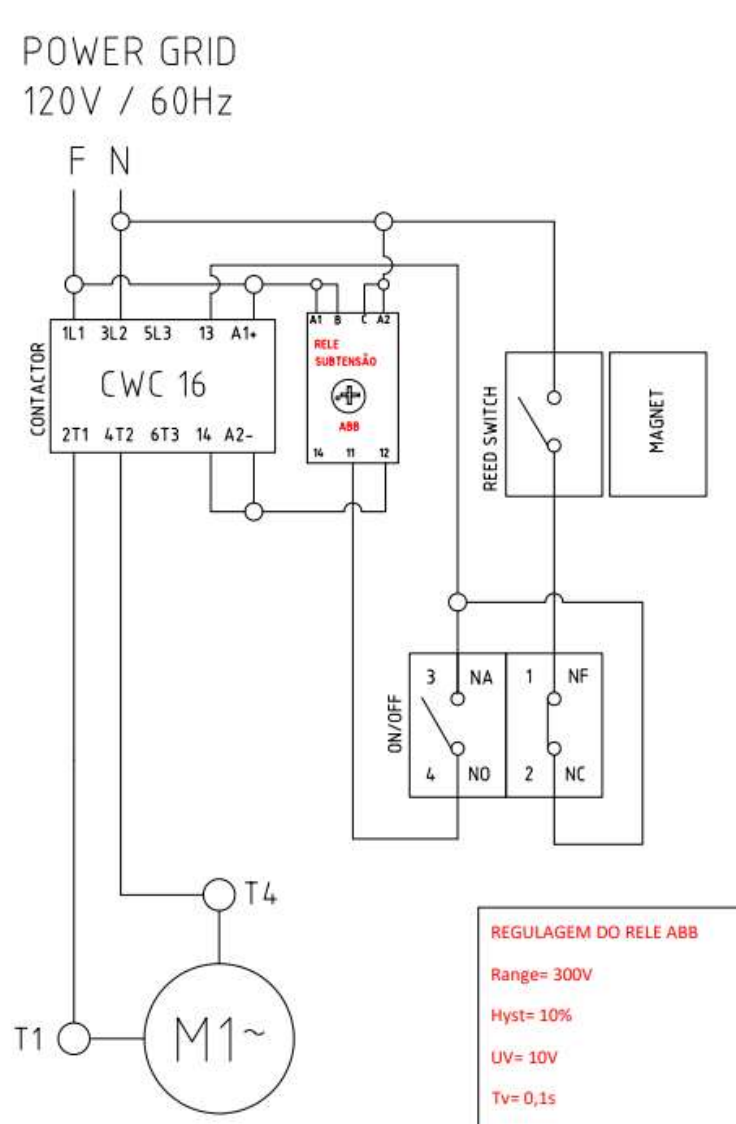 POWER GRID
120V / 60Hz
F N
1L1 3L2 5L3 13 A1+
CONTACTOR
CWC 16
2T1 4T2 6T3 14 A2-
A1 B C A2
RELE
SUBTENSÃO
ABB
14 11 12
REED SWITCH
MAGNET
ON/OFF
3 NA 1 NF
4 NO 2 NC
T4
T1
M1~
REGULAGEM DO RELE ABB
Range= 300V
Hyst= 10%
UV= 10V
Tv= 0,1s